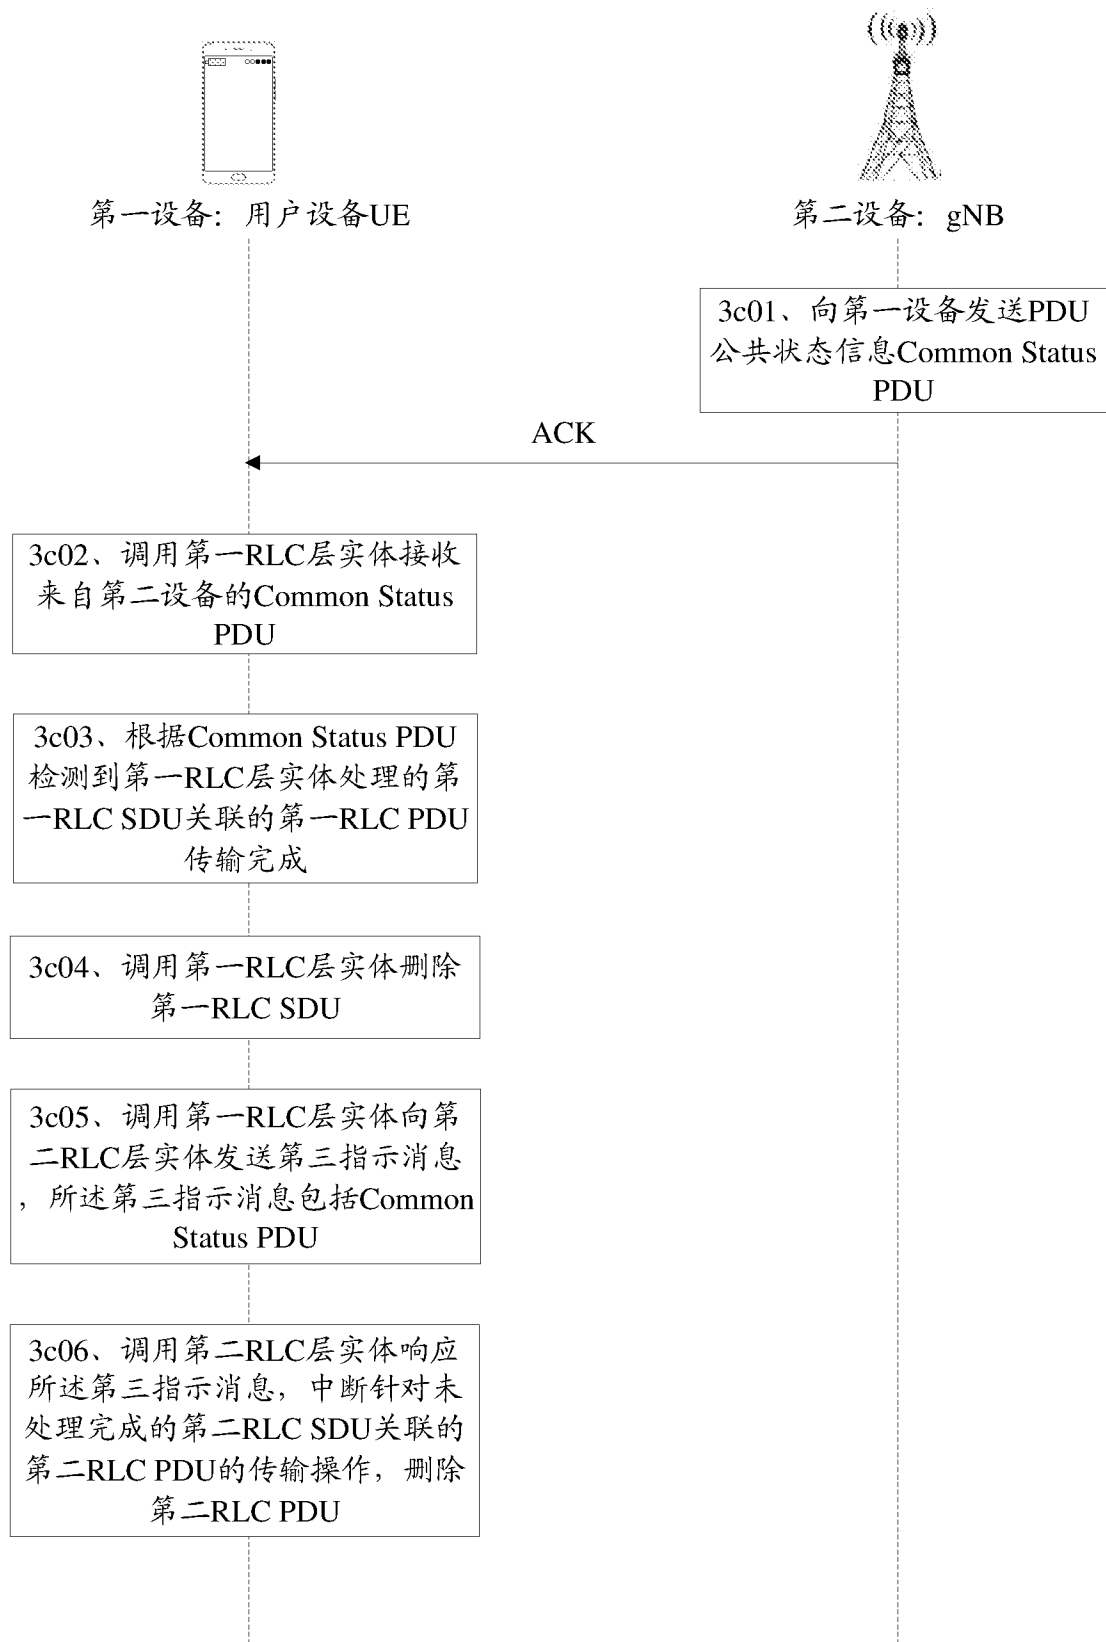 第一设备：用户设备UE
第二设备：gNB
3c01、向第一设备发送PDU
公共状态信息Common Status
PDU
ACK
3c02、调用第一RLC层实体接收
来自第二设备的Common Status
PDU
3c03、根据Common Status PDU
检测到第一RLC层实体处理的第
一RLC SDU关联的第一RLC PDU
传输完成
3c04、调用第一RLC层实体删除
第一RLC SDU
3c05、调用第一RLC层实体向第
二RLC层实体发送第三指示消息
，所述第三指示消息包括Common
Status PDU
3c06、调用第二RLC层实体响应
所述第三指示消息，中断针对未
处理完成的第二RLC SDU关联的
第二RLC PDU的传输操作，删除
第二RLC PDU